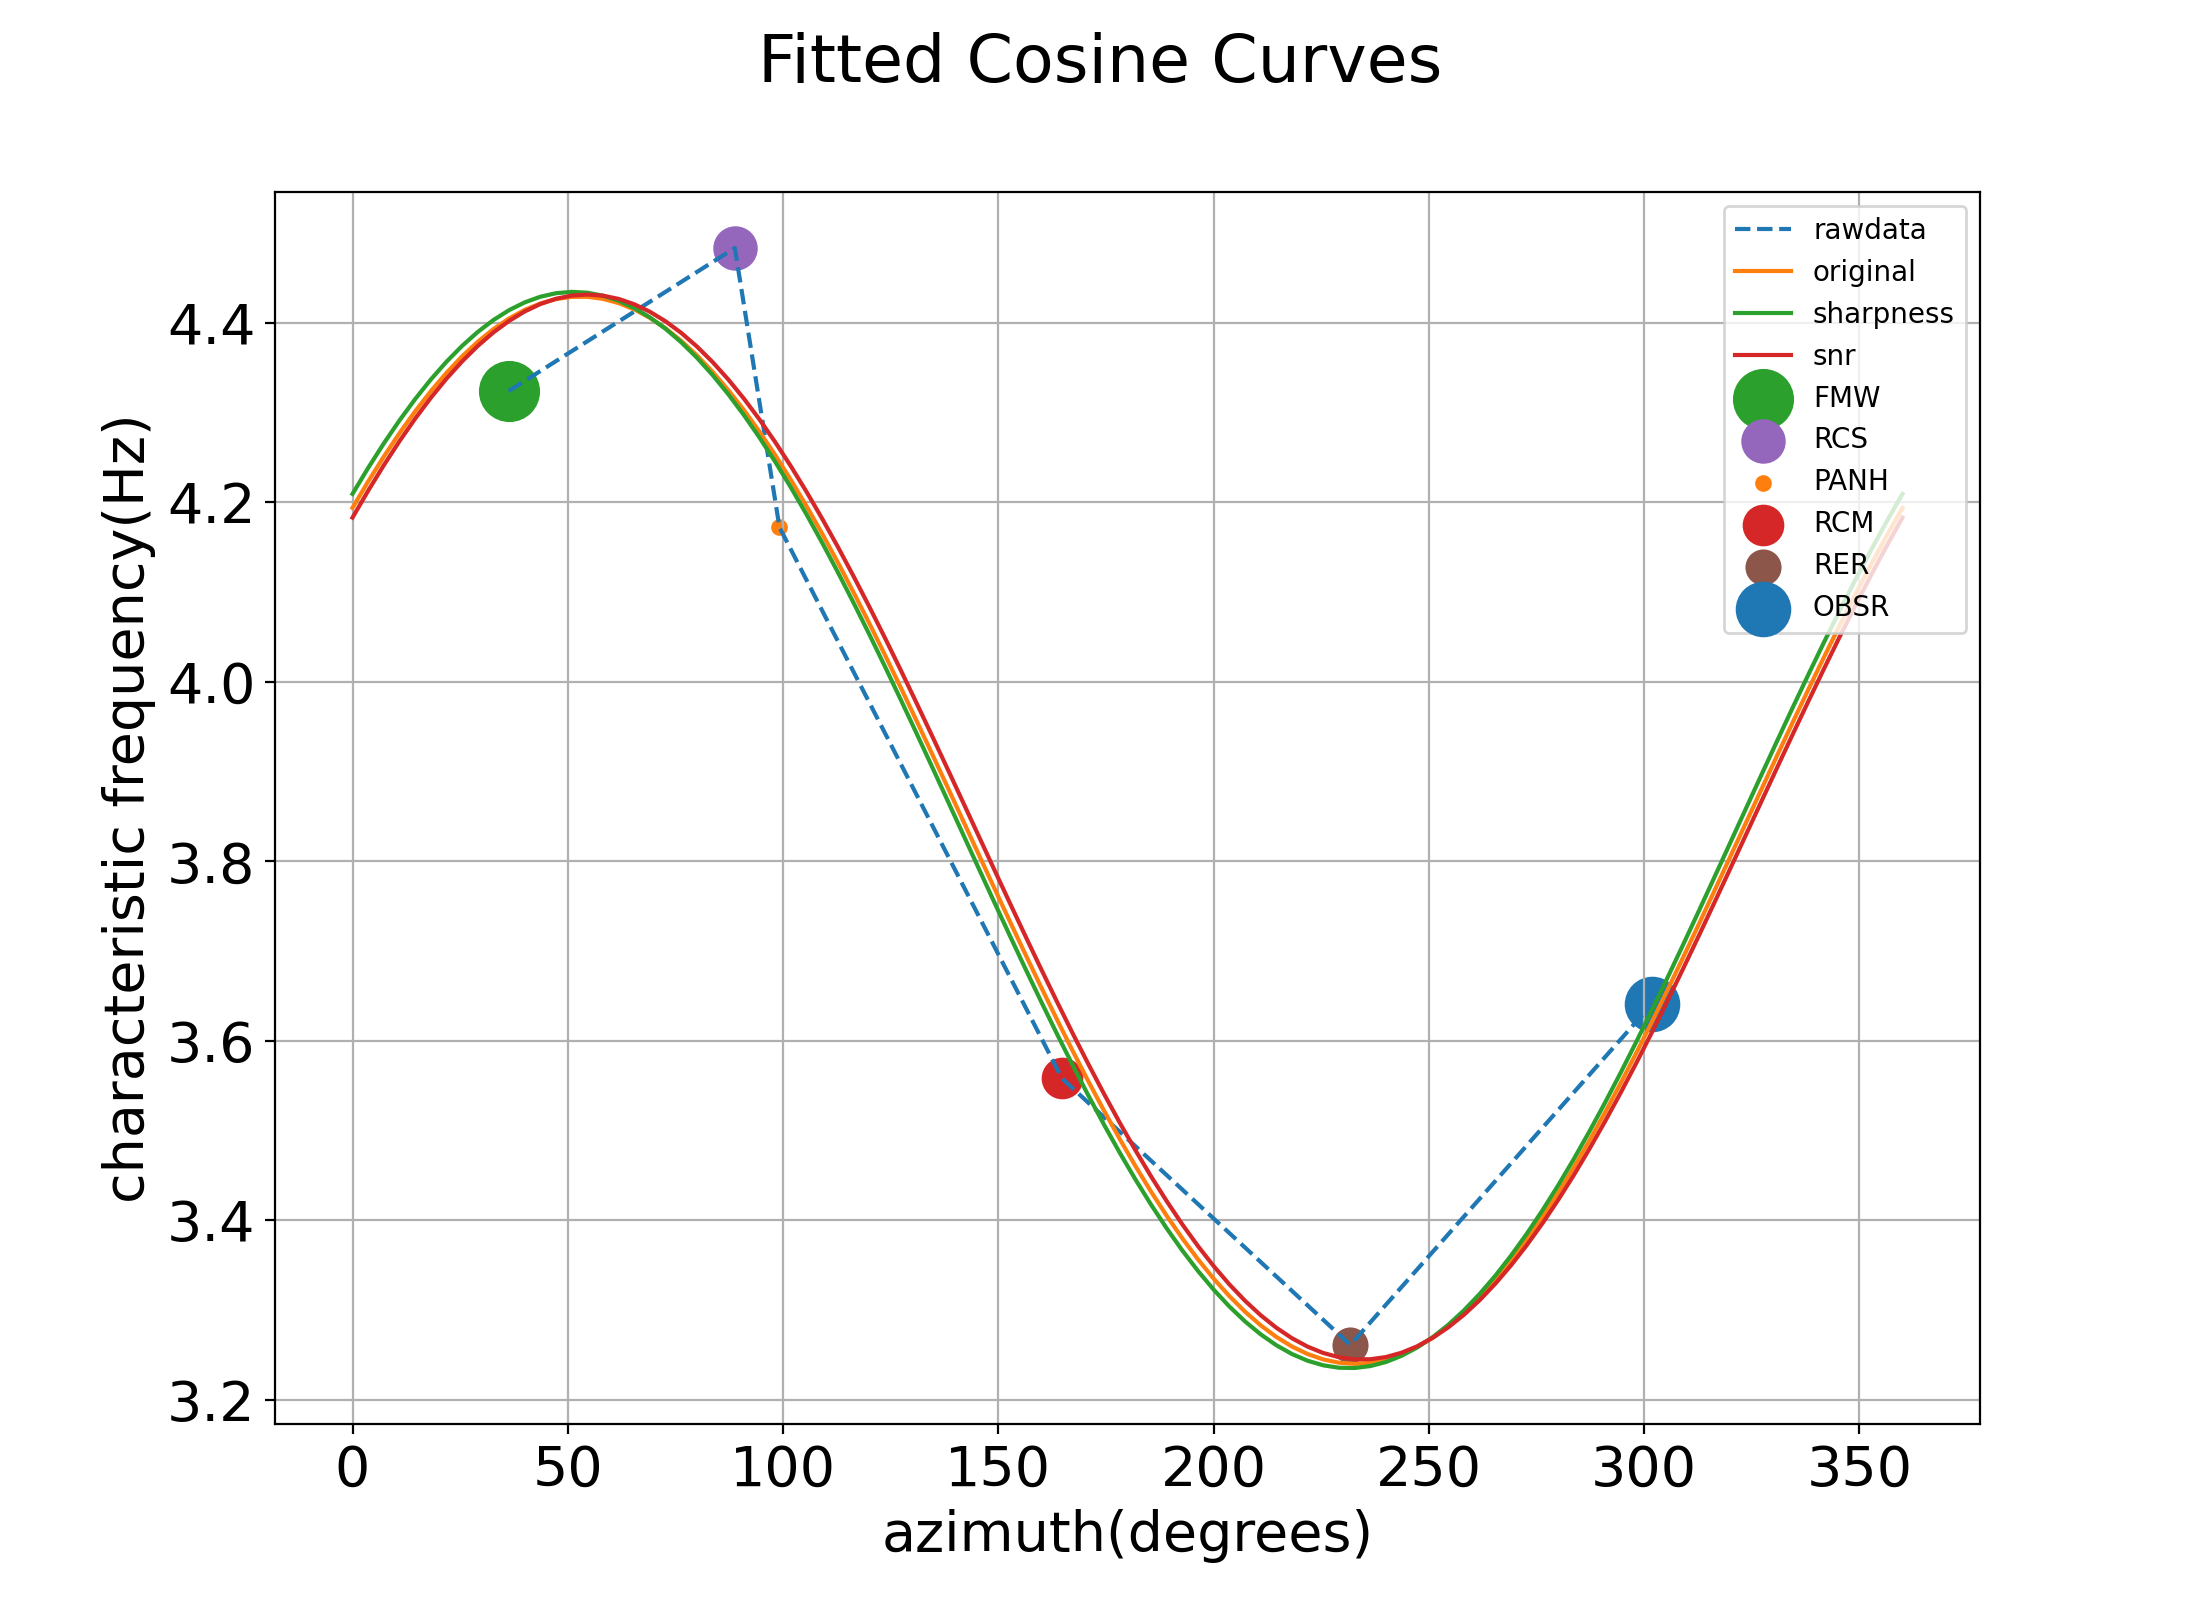 Fitted Cosine Curves
rawdata
original
sharpness
snr
FMW
RCS
PANH
RCM
RER
OBSR
4.4
4.2
4.0
3.8
3.6
3.4
3.2
characteristic frequency(Hz)
0 50 100 150 200 250 300 350
azimuth(degrees)